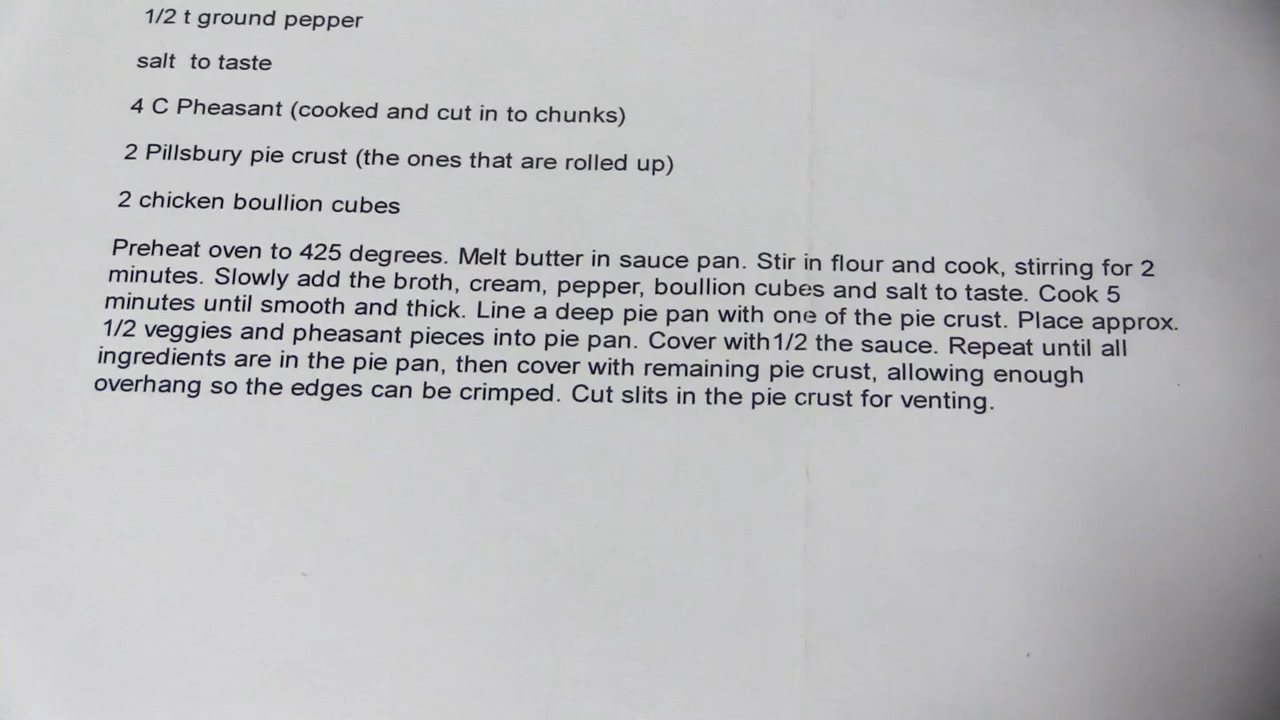 1/2 t ground pepper
salt to taste
4 C Pheasant (cooked and cut in to chunks)
2 Pillsbury pie crust (the ones that are rolled up)
2 chicken boullion cubes
Preheat oven to 425 degrees. Melt butter in sauce pan. Stir in flour and cook, stirring for 2
minutes. Slowly add the broth, cream, pepper, boullion cubes and salt to taste. Cook 5
minutes until smooth and thick. Line a deep pie pan with one of the pie crust. Place approx.
1/2 veggies and pheasant pieces into pie pan. Cover with1/2 the sauce. Repeat until all
ingredients are in the pie pan, then cover with remaining pie crust, allowing enough
overhang so the edges can be crimped. Cut slits in the pie crust for venting.